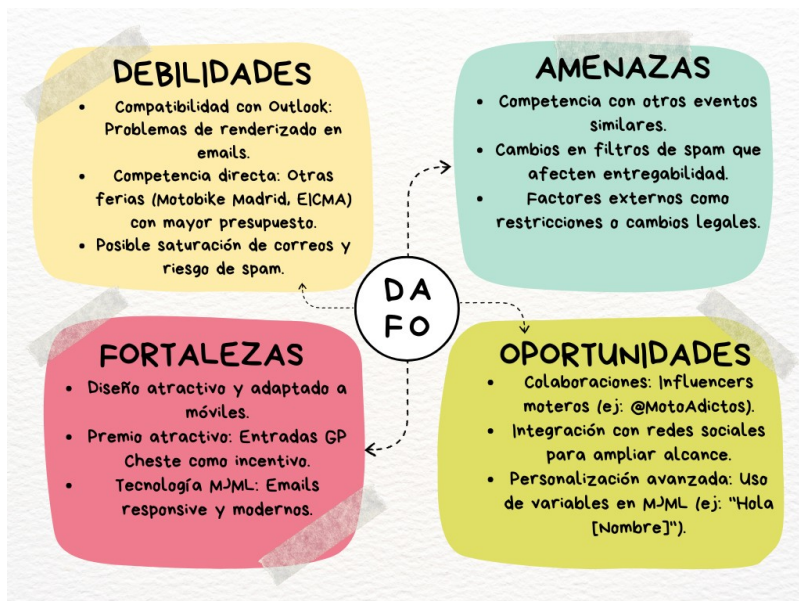 DEBILIDADES
• Compatibilidad con Outlook:
Problemas de renderizado en
emails.
• Competencia directa: Otras
ferias (Motobike Madrid, EICMA)
con mayor presupuesto.
• Posible saturación de correos y
riesgo de spam.
AMENAZAS
• Competencia con otros eventos
similares.
• Cambios en filtros de spam que
afecten entregabilidad.
• Factores externos como
restricciones o cambios legales.
DA
FO
FORTALEZAS
• Diseño atractivo y adaptado a
móviles.
• Premio atractivo: Entradas GP
Cheste como incentivo.
• Tecnología MJML: Emails
responsive y modernos.
OPORTUNIDADES
• Colaboraciones: Influencers
moteros (ej: @MotoAdictos).
• Integración con redes sociales
para ampliar alcance.
• Personalización avanzada: Uso
de variables en MJML (ej: "Hola
[Nombre]").